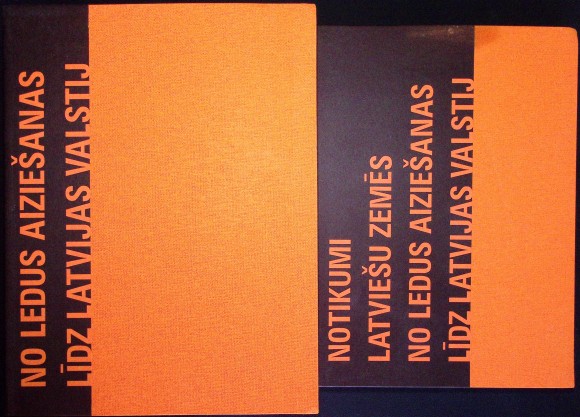 NO LEDUS AIZIEŠANAS
LĪDZ LATVIJAS VALSTIJ
NOTIKUMI
LATVIEŠU ZEMĒS
NO LEDUS AIZIEŠANAS
LĪDZ LATVIJAS VALSTIJ